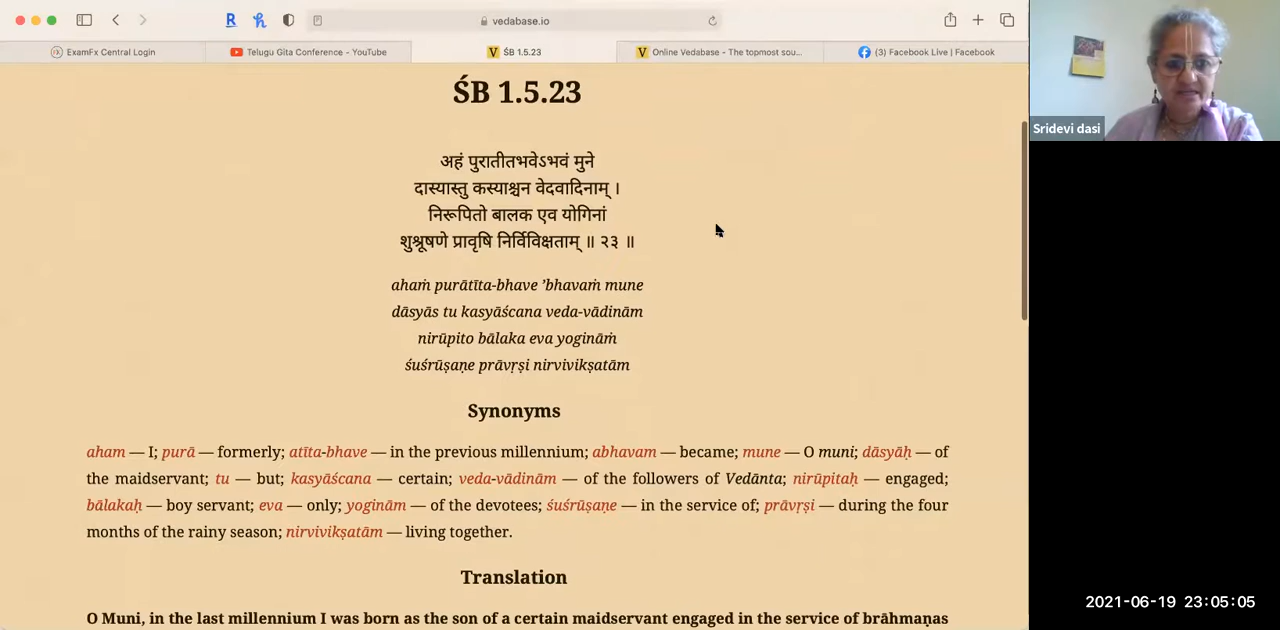 vedabase.io
ExamFx Central Login
Telugu Gita Conference - YouTube
ŚB 1.5.23
Online Vedabase - The topmost sou...
(3) Facebook Live | Facebook
ŚB 1.5.23
अहं पुरातीतभवेऽभवं मुने
दास्यास्तु कस्याश्चन वेदवादिनाम् ।
निरूपितो बालक एव योगिनां
शुश्रूषणे प्रावृषि निर्विविक्षताम् ॥ २३ ॥
ahaṁ purātīta-bhave ’bhavaṁ mune
dāsyās tu kasyāścana veda-vādinām
nirūpito bālaka eva yogināṁ
śuśrūṣaṇe prāvṛṣi nirvivikṣatām
Synonyms
aham — I; purā — formerly; atīta-bhave — in the previous millennium; abhavam — became; mune — O muni; dāsyāḥ — of
the maidservant; tu — but; kasyāścana — certain; veda-vādinām — of the followers of Vedānta; nirūpitaḥ — engaged;
bālakaḥ — boy servant; eva — only; yoginām — of the devotees; śuśrūṣaṇe — in the service of; prāvṛṣi — during the four
months of the rainy season; nirvivikṣatām — living together.
Translation
O Muni, in the last millennium I was born as the son of a certain maidservant engaged in the service of brāhmaṇas
Sridevi dasi
2021-06-19 23:05:05